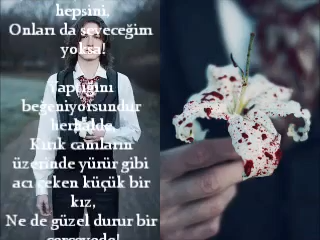 hepsini,
Onları da seveceğim
yoksa!
Yaptığını
beğeniyorsundur
herhalde,
Kırık camların
üzerinde yürür gibi
acı çeken küçük bir
kız,
Ne de güzel durur bir
çerçevede!